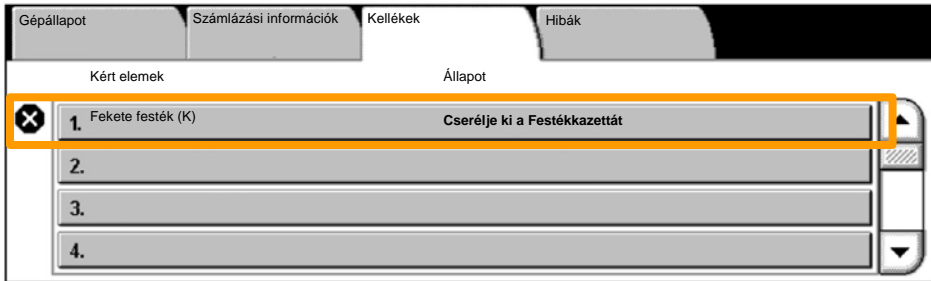 Gépállapot Számlázási információk Kellékek Hibák
Kért elemek Állapot
1. Fekete festék (K) Cserélje ki a Festékkazettát
2.
3.
4.